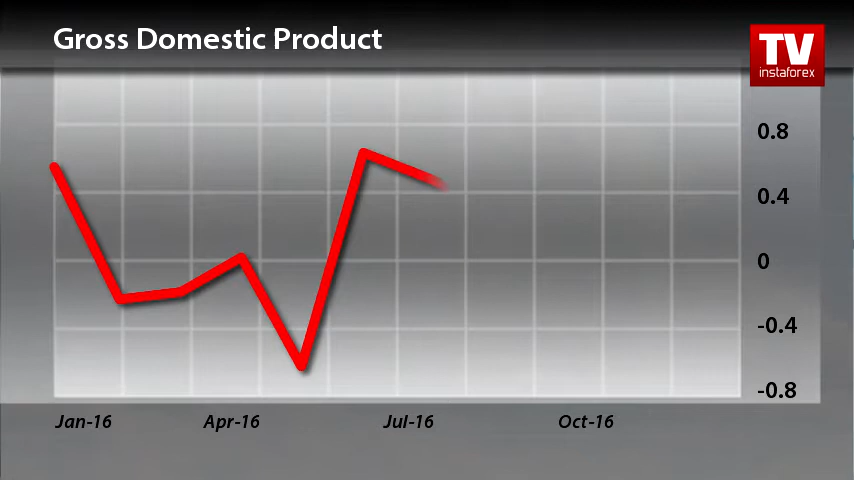 Gross Domestic Product
TV
instaforex
0.8
0.4
0
-0.4
-0.8
Jan-16 Apr-16 Jul-16 Oct-16